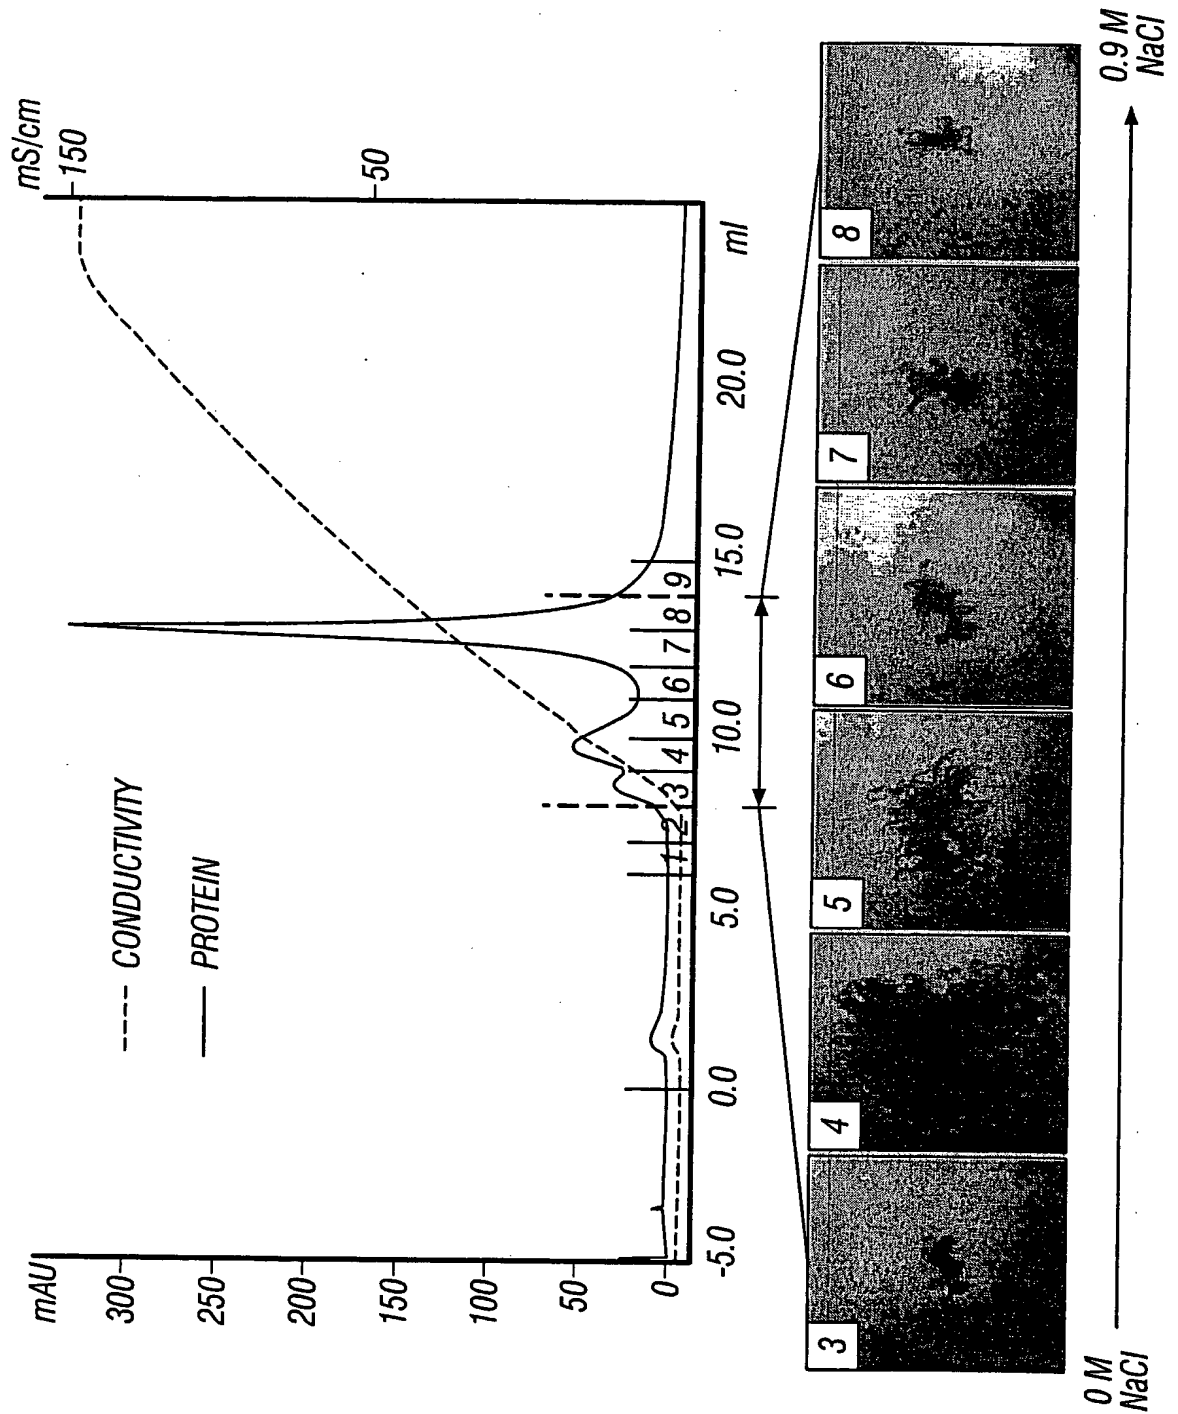 mAU
300
250
200
150
100
50
0
mS/cm
150
50
--- CONDUCTIVITY
— PROTEIN
1 2 3 4 5 6 7 8 9
-5.0 0.0 5.0 10.0 15.0 20.0 ml
3 4 5 6 7 8
0 M
NaCl
0.9 M
NaCl